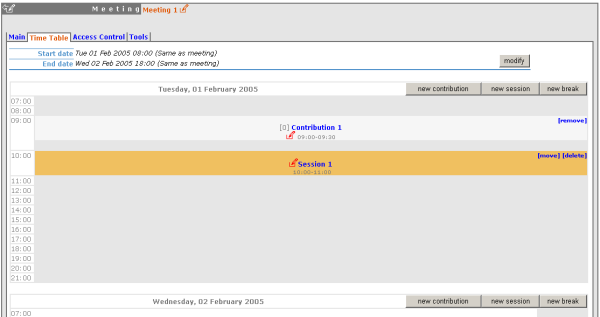 Meeting Meeting 1
Main Time Table Access Control Tools
Start date Tue 01 Feb 2005 08:00 (Same as meeting)
End date Wed 02 Feb 2005 18:00 (Same as meeting)
modify
Tuesday, 01 February 2005 new contribution new session new break
07:00
08:00
09:00 [remove]
Contribution 1
09:00-09:30
10:00 [move] [delete]
Session 1
10:00-11:00
11:00
12:00
13:00
14:00
15:00
16:00
17:00
18:00
19:00
20:00
21:00
Wednesday, 02 February 2005 new contribution new session new break
07:00